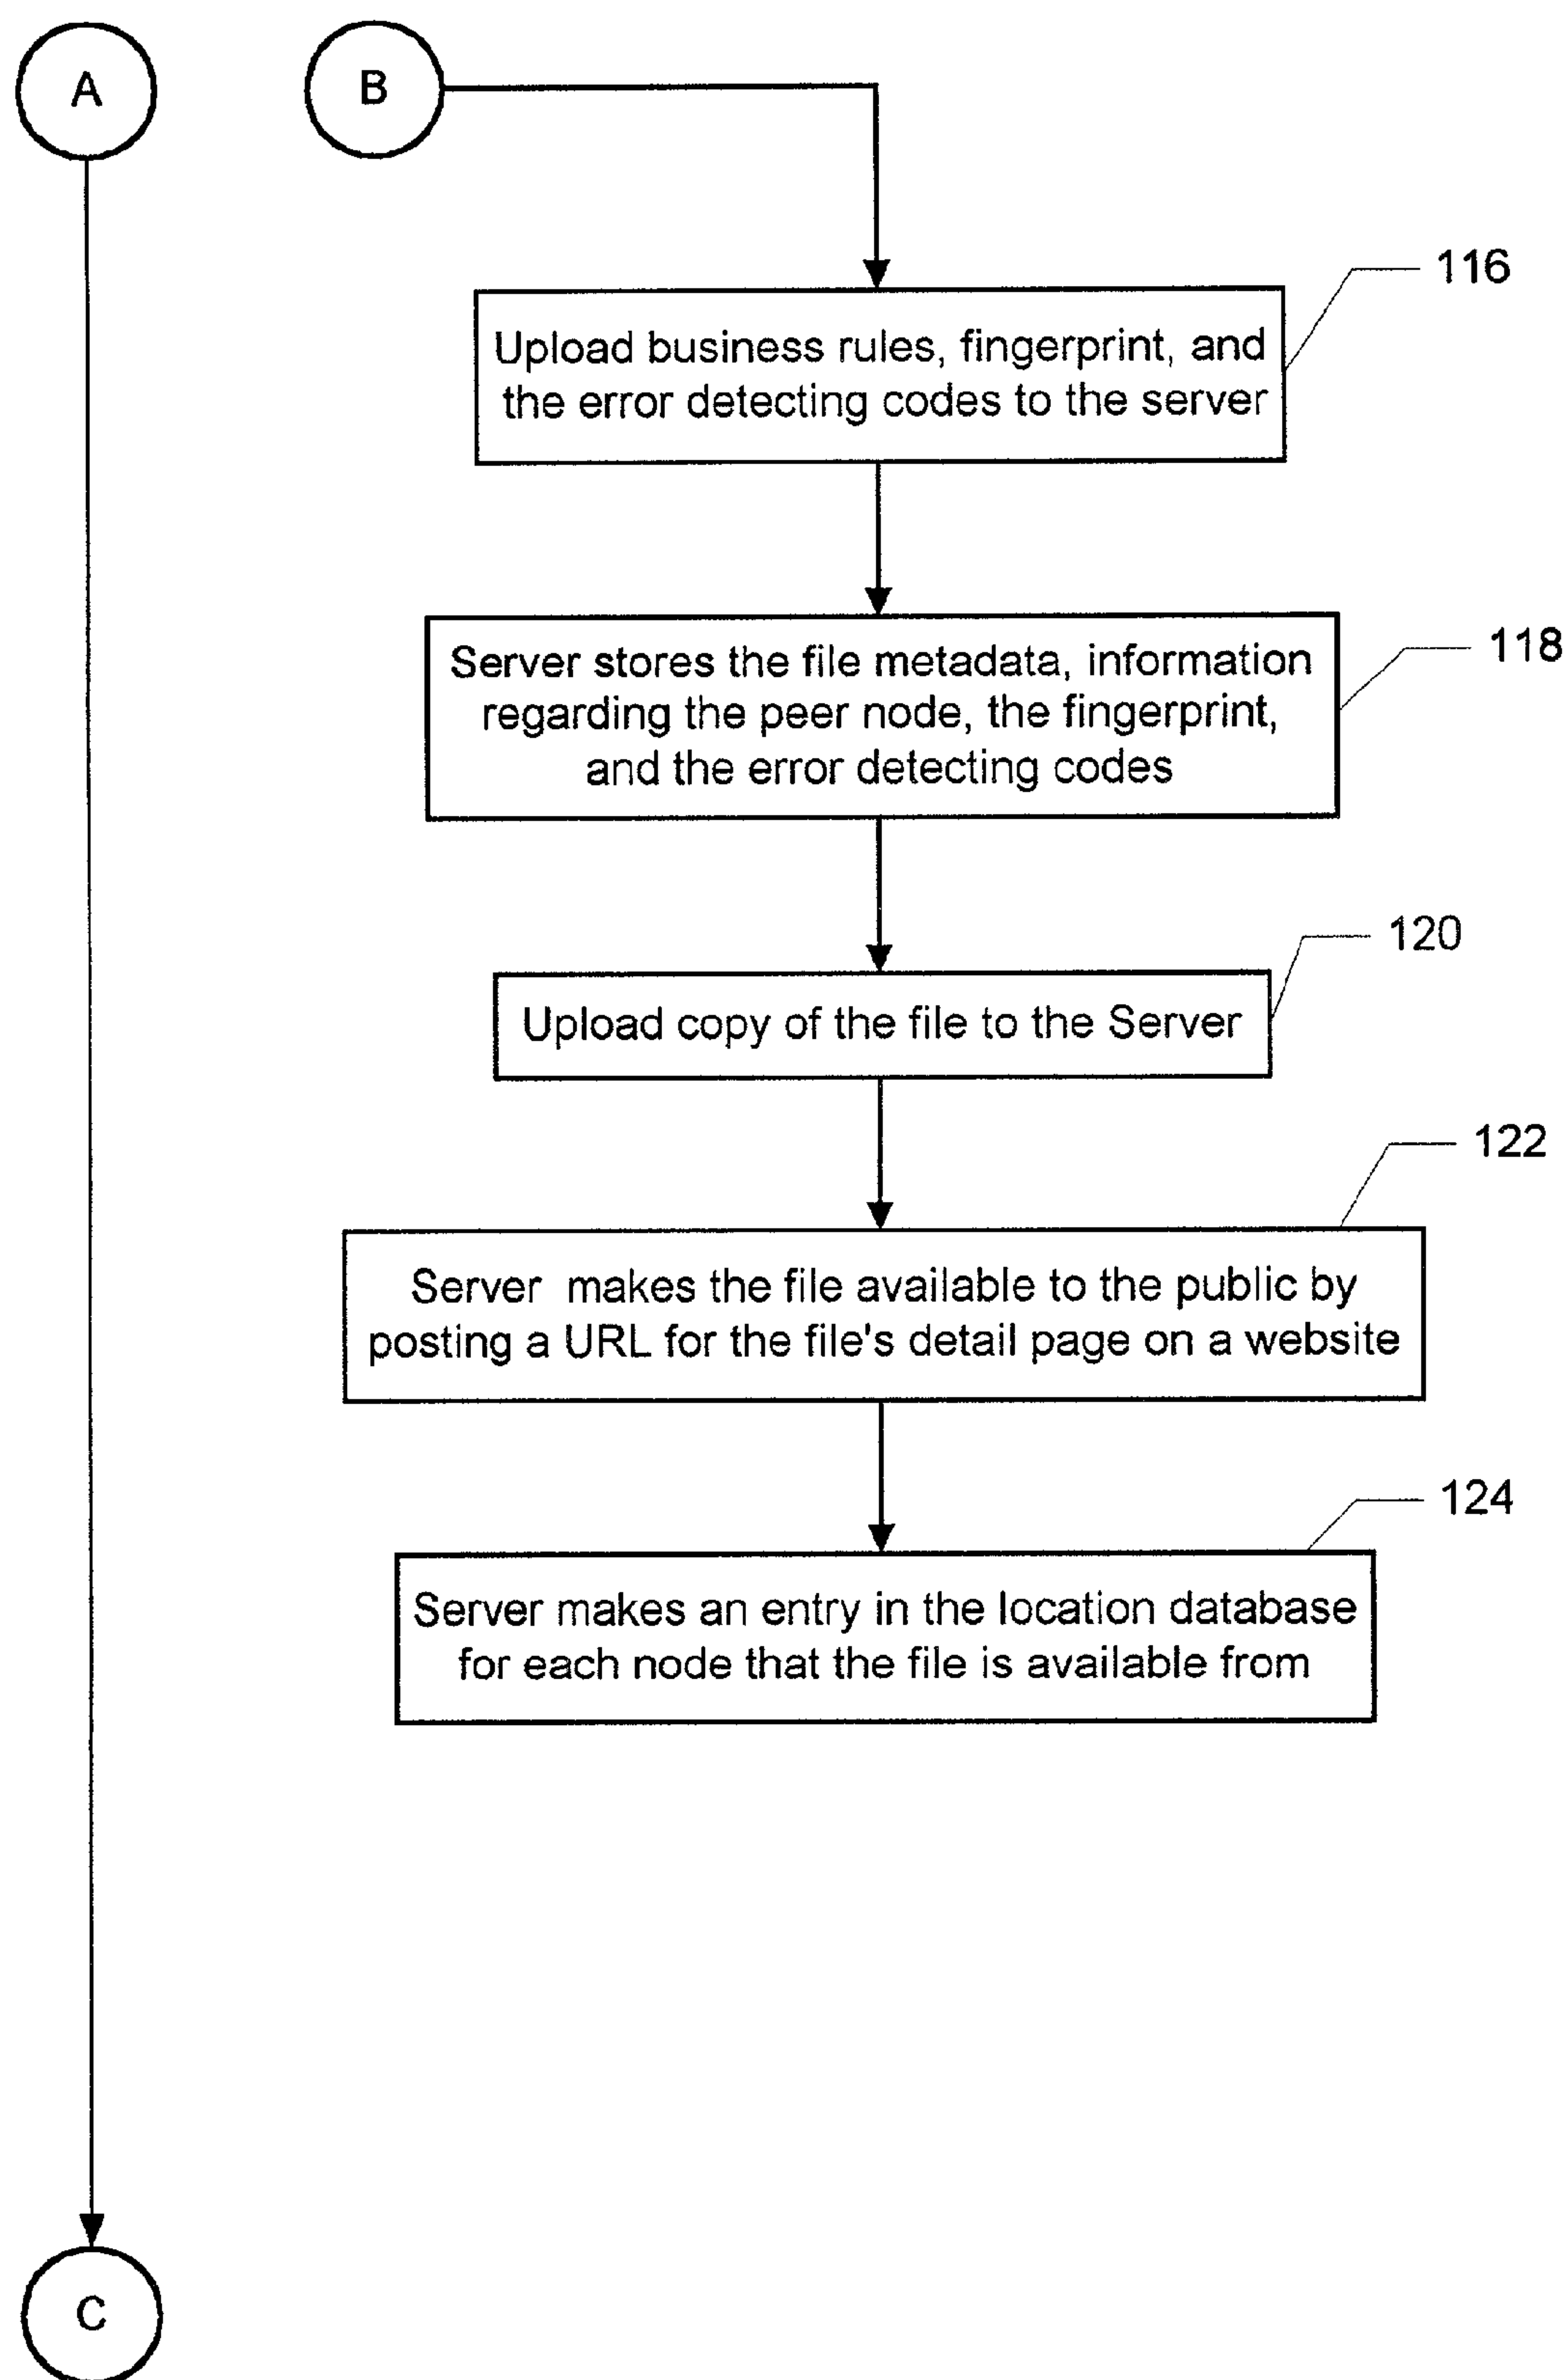 A
B
116
Upload business rules, fingerprint, and
the error detecting codes to the server
118
Server stores the file metadata, information
regarding the peer node, the fingerprint,
and the error detecting codes
120
Upload copy of the file to the Server
122
Server makes the file available to the public by
posting a URL for the file's detail page on a website
124
Server makes an entry in the location database
for each node that the file is available from
C